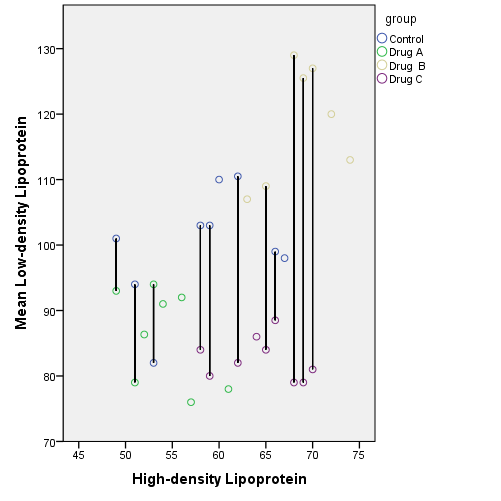 group
Control
Drug A
Drug B
Drug C
130
120
110
100
90
80
70
Mean Low-density Lipoprotein
45 50 55 60 65 70 75
High-density Lipoprotein